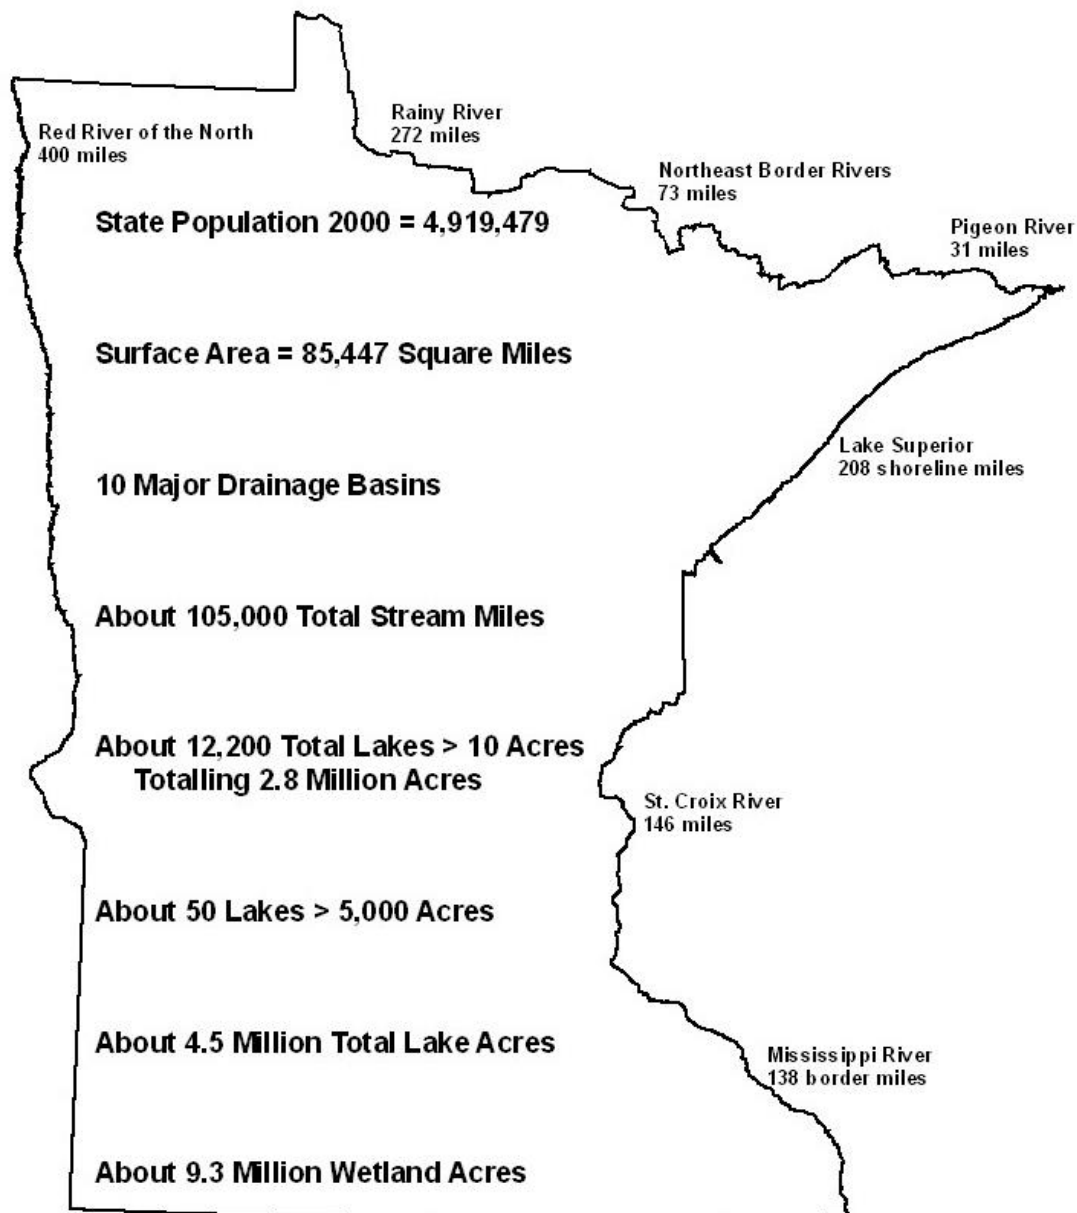 Rainy River
272 miles
Red River of the North
400 miles
Northeast Border Rivers
73 miles
State Population 2000 = 4,919,479
Pigeon River
31 miles
Surface Area = 85,447 Square Miles
Lake Superior
208 shoreline miles
10 Major Drainage Basins
About 105,000 Total Stream Miles
About 12,200 Total Lakes > 10 Acres
Totalling 2.8 Million Acres
St. Croix River
146 miles
About 50 Lakes > 5,000 Acres
About 4.5 Million Total Lake Acres
Mississippi River
138 border miles
About 9.3 Million Wetland Acres